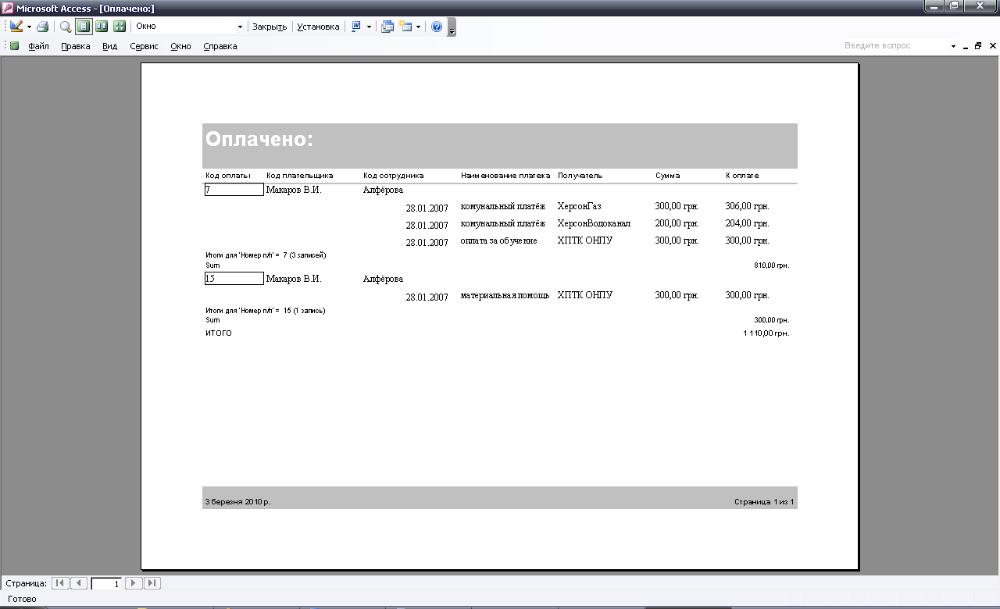 Microsoft Access - [Оплачено:]
Окно Закрыть Установка
Файл Правка Вид Сервис Окно Справка Введите вопрос
Оплачено:
Код оплаты Код плательщика Код сотрудника Наименование платежа Получатель Сумма К оплате
7 Макаров В.И. Алфёрова
28.01.2007 комунальный платёж ХерсонГаз 300,00 грн. 306,00 грн.
28.01.2007 комунальный платёж ХерсонВодоканал 200,00 грн. 204,00 грн.
28.01.2007 оплата за обучение ХПТК ОНПУ 300,00 грн. 300,00 грн.
Итоги для 'Номер п/п' = 7 (3 записей)
Sum 810,00 грн.
15 Макаров В.И. Алфёрова
28.01.2007 материальная помощь ХПТК ОНПУ 300,00 грн. 300,00 грн.
Итоги для 'Номер п/п' = 15 (1 запись)
Sum 300,00 грн.
ИТОГО 1 110,00 грн.
3 березня 2010 р. Страница 1 из 1
Страница: 1
Готово